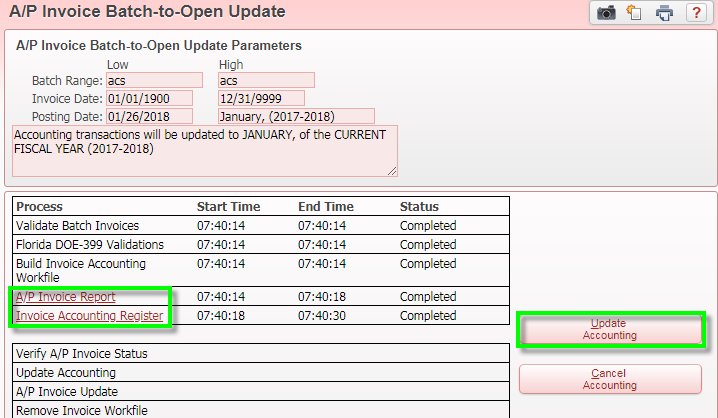 A/P Invoice Batch-to-Open Update
?
A/P Invoice Batch-to-Open Update Parameters
Low High
Batch Range: acs acs
Invoice Date: 01/01/1900 12/31/9999
Posting Date: 01/26/2018 January, (2017-2018)
Accounting transactions will be updated to JANUARY, of the CURRENT
FISCAL YEAR (2017-2018)
Process Start Time End Time Status
Validate Batch Invoices 07:40:14 07:40:14 Completed
Florida DOE-399 Validations 07:40:14 07:40:14 Completed
Build Invoice Accounting 07:40:14 07:40:14 Completed
Workfile
A/P Invoice Report 07:40:14 07:40:18 Completed
Invoice Accounting Register 07:40:18 07:40:30 Completed
Update
Accounting
Verify A/P Invoice Status
Update Accounting
A/P Invoice Update
Remove Invoice Workfile
Cancel
Accounting